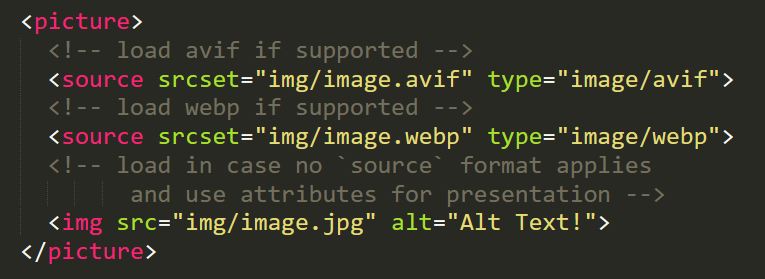 <picture>
<!-- load avif if supported -->
<source srcset="img/image.avif" type="image/avif">
<!-- load webp if supported -->
<source srcset="img/image.webp" type="image/webp">
<!-- load in case no `source` format applies
and use attributes for presentation -->
<img src="img/image.jpg" alt="Alt Text!">
</picture>